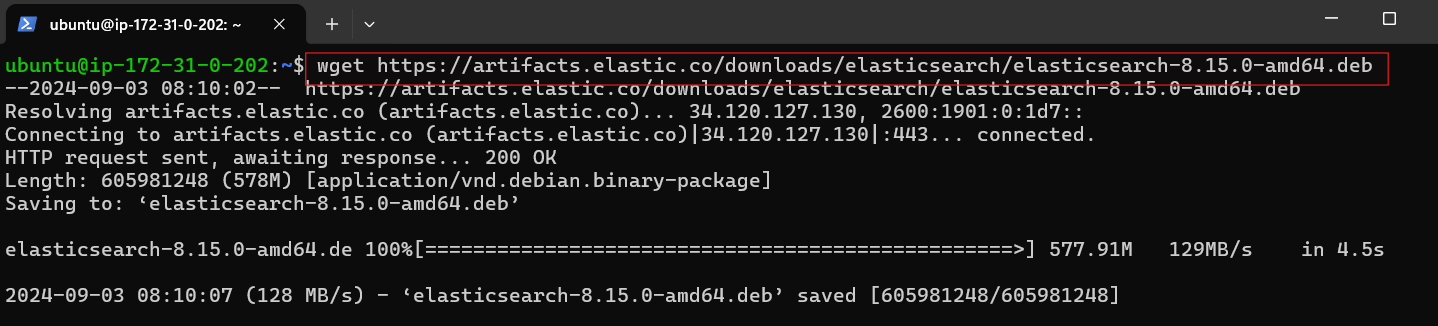 ubuntu@ip-172-31-0-202: ~
ubuntu@ip-172-31-0-202:~$ wget https://artifacts.elastic.co/downloads/elasticsearch/elasticsearch-8.15.0-amd64.deb
--2024-09-03 08:10:02--  https://artifacts.elastic.co/downloads/elasticsearch/elasticsearch-8.15.0-amd64.deb
Resolving artifacts.elastic.co (artifacts.elastic.co)... 34.120.127.130, 2600:1901:0:1d7::
Connecting to artifacts.elastic.co (artifacts.elastic.co)|34.120.127.130|:443... connected.
HTTP request sent, awaiting response... 200 OK
Length: 605981248 (578M) [application/vnd.debian.binary-package]
Saving to: ‘elasticsearch-8.15.0-amd64.deb’
elasticsearch-8.15.0-amd64.de 100%[=================================================>] 577.91M   129MB/s    in 4.5s
2024-09-03 08:10:07 (128 MB/s) - ‘elasticsearch-8.15.0-amd64.deb’ saved [605981248/605981248]